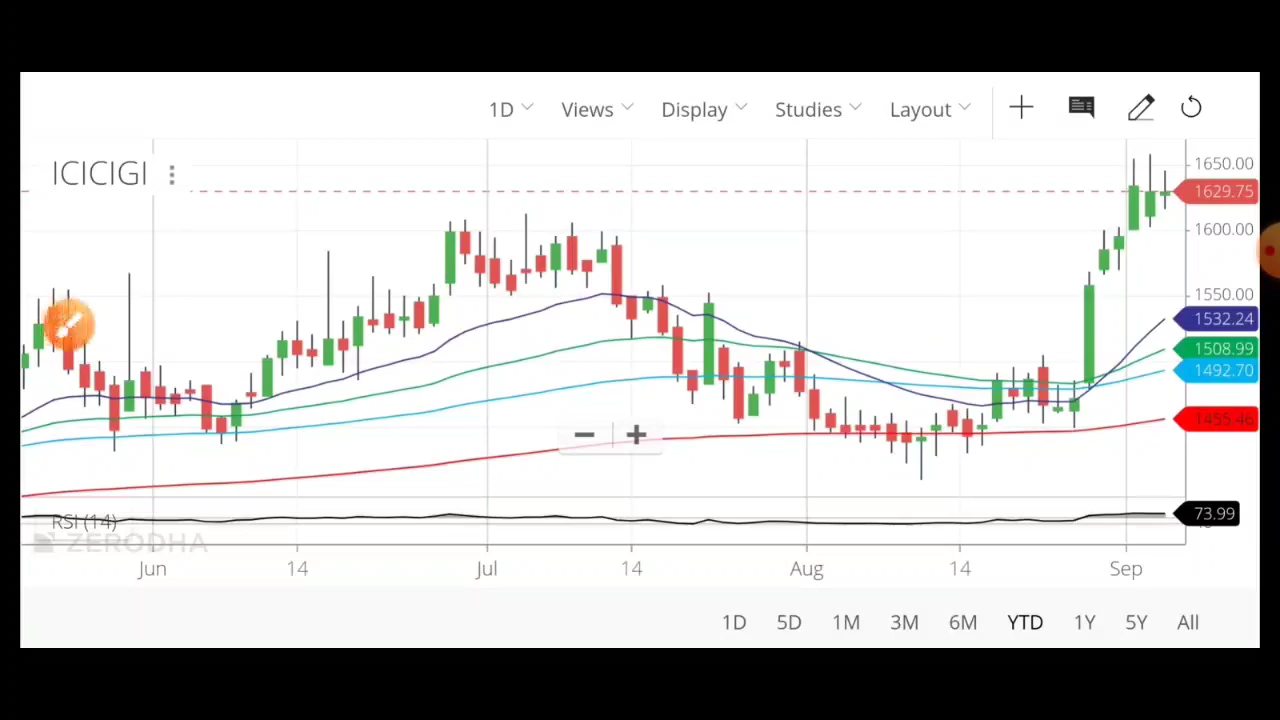 1D Views Display Studies Layout
ICICIGI
1650.00
1629.75
1600.00
1550.00
1532.24
1508.99
1492.70
1455.46
RSI (14)
73.99
ZERODHA
Jun 14 Jul 14 Aug 14 Sep
1D 5D 1M 3M 6M YTD 1Y 5Y All